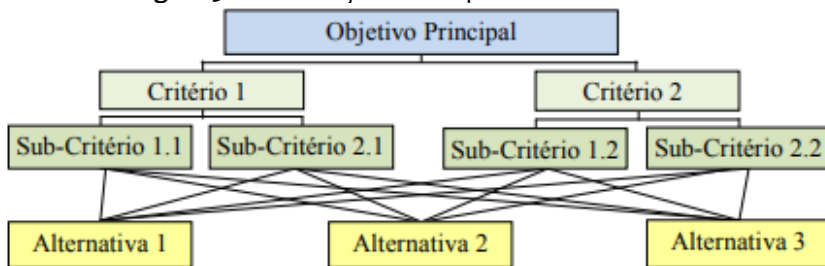 Objetivo Principal
Critério 1
Critério 2
Sub-Critério 1.1
Sub-Critério 2.1
Sub-Critério 1.2
Sub-Critério 2.2
Alternativa 1
Alternativa 2
Alternativa 3